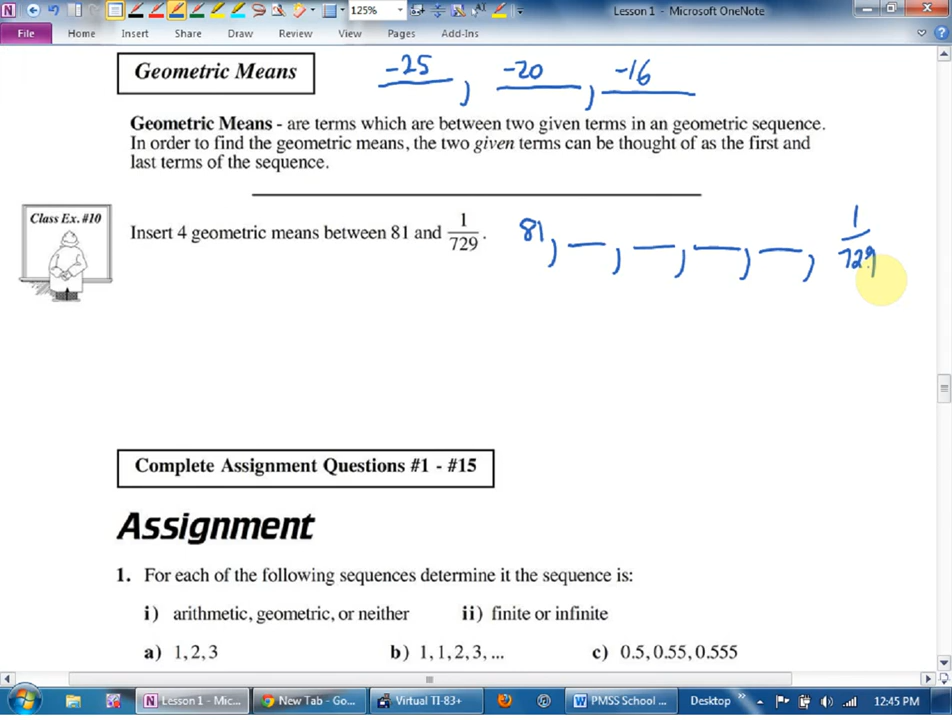 125%
Lesson 1 - Microsoft OneNote
File Home Insert Share Draw Review View Pages Add-Ins
Geometric Means
-25 , -20 , -16
Geometric Means - are terms which are between two given terms in an geometric sequence.
In order to find the geometric means, the two given terms can be thought of as the first and
last terms of the sequence.
Class Ex. #10
Insert 4 geometric means between 81 and 1/729.
81, __, __, __, __, 1/729
Complete Assignment Questions #1 - #15
Assignment
1. For each of the following sequences determine it the sequence is:
i) arithmetic, geometric, or neither ii) finite or infinite
a) 1, 2, 3 b) 1, 1, 2, 3, ... c) 0.5, 0.55, 0.555
Lesson 1 - Mic... New Tab - Go... Virtual TI-83+ PMSS School ... Desktop 12:45 PM